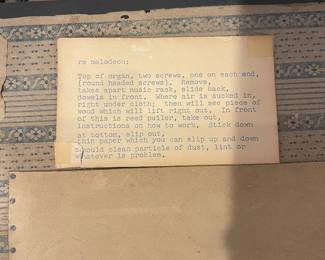 re melodeon:
Top of organ, two screws, one on each end,
(round headed screws). Remove,
takes apart music rack, slide back,
dowels in front. Where air is sucked in,
right under cloth; then will see piece of
wood which will lift right out. In front
of this is reed puller, take out,
instructions on how to work. Stick down
at bottom, slip out,
thin paper which you can slip up and down
should clean particle of dust, lint or
whatever is problem.